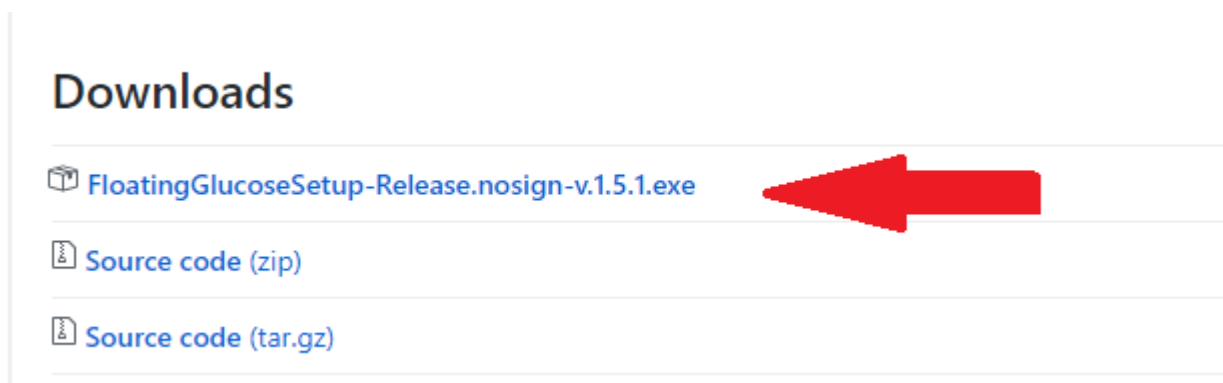 Downloads
FloatingGlucoseSetup-Release.nosign-v.1.5.1.exe
Source code (zip)
Source code (tar.gz)